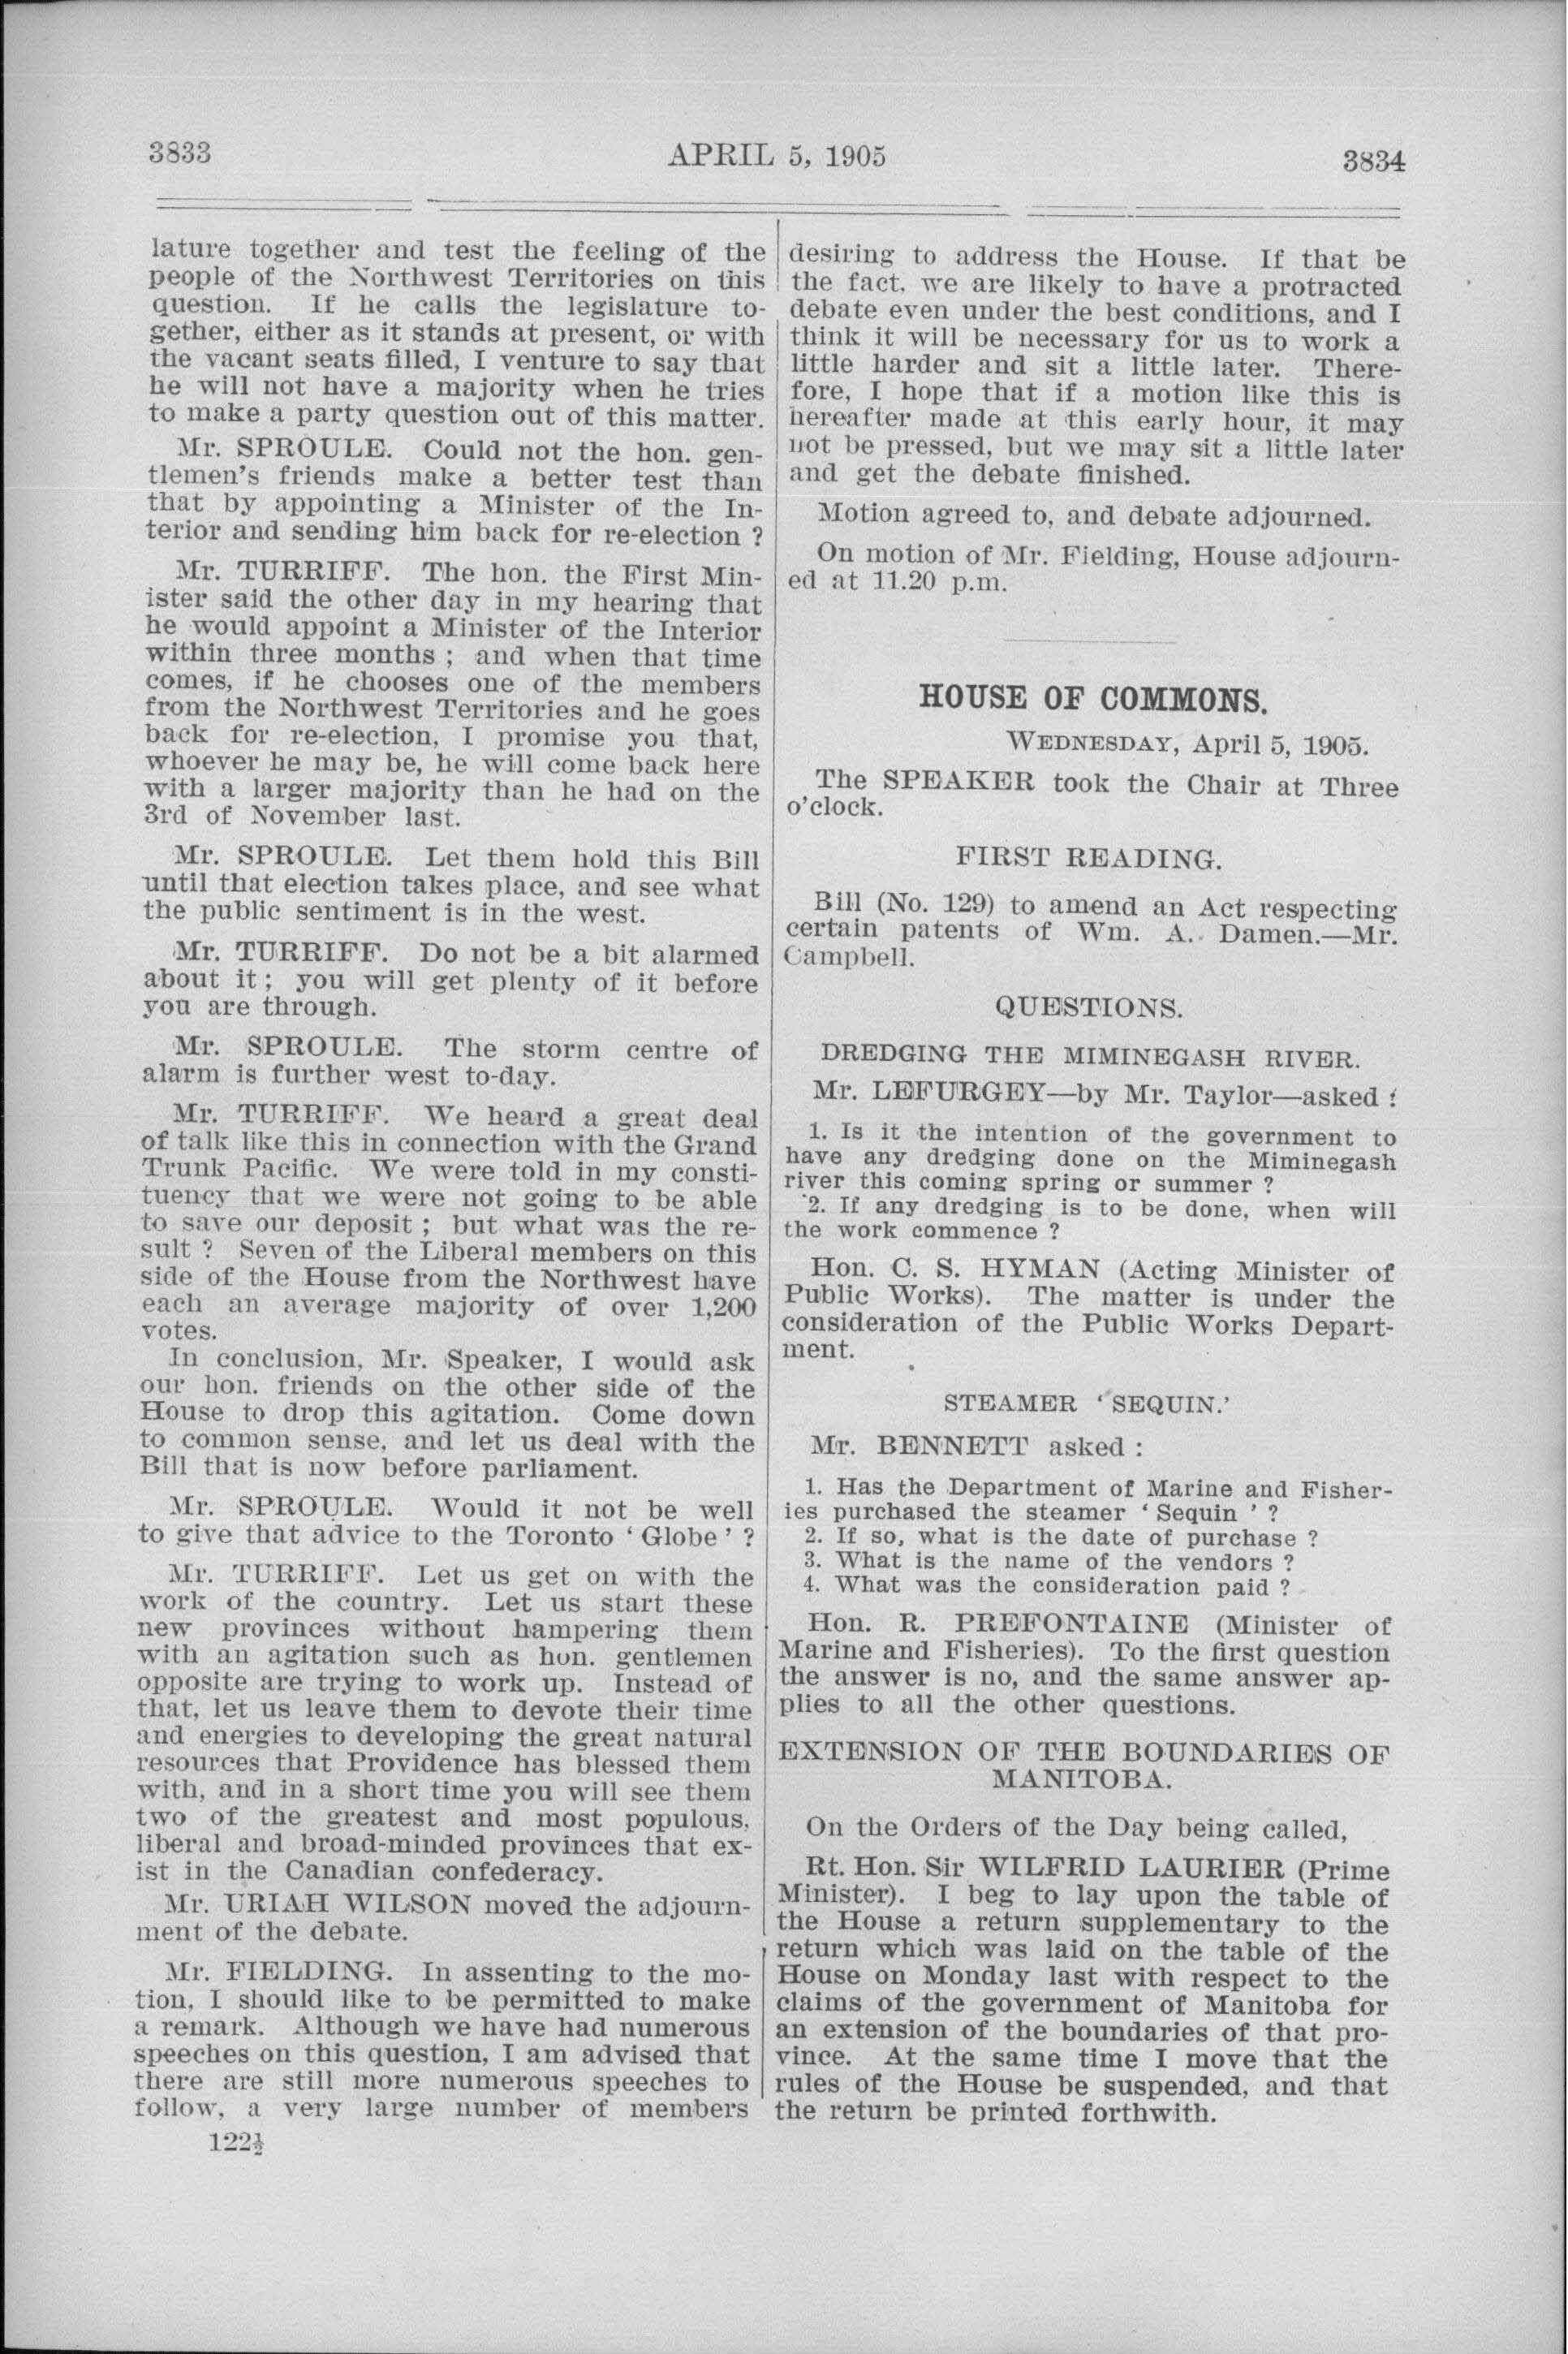 3833
APRIL 5, 1905
3834
lature together and test the feeling of the
people of the Northwest Territories on this
question. If he calls the legislature to-
gether, either as it stands at present, or with
the vacant seats filled, I venture to say that
he will not have a majority when he tries
to make a party question out of this matter.
Mr. SPROULE. Could not the hon. gen-
tlemen's friends make a better test than
that by appointing a Minister of the In-
terior and sending him back for re-election ?
Mr. TURRIFF. The hon. the First Min-
ister said the other day in my hearing that
he would appoint a Minister of the Interior
within three months ; and when that time
comes, if he chooses one of the members
from the Northwest Territories and he goes
back for re-election, I promise you that,
whoever he may be, he will come back here
with a larger majority than he had on the
3rd of November last.
Mr. SPROULE. Let them hold this Bill
until that election takes place, and see what
the public sentiment is in the west.
Mr. TURRIFF. Do not be a bit alarmed
about it ; you will get plenty of it before
you are through.
Mr. SPROULE. The storm centre of
alarm is further west to-day.
Mr. TURRIFF. We heard a great deal
of talk like this in connection with the Grand
Trunk Pacific. We were told in my consti-
tuency that we were not going to be able
to save our deposit ; but what was the re-
sult ? Seven of the Liberal members on this
side of the House from the Northwest have
each an average majority of over 1,200
votes.
In conclusion, Mr. Speaker, I would ask
our hon. friends on the other side of the
House to drop this agitation. Come down
to common sense, and let us deal with the
Bill that is now before parliament.
Mr. SPROULE. Would it not be well
to give that advice to the Toronto ‘ Globe ’ ?
Mr. TURRIFF. Let us get on with the
work of the country. Let us start these
new provinces without hampering them
with an agitation such as hon. gentlemen
opposite are trying to work up. Instead of
that, let us leave them to devote their time
and energies to developing the great natural
resources that Providence has blessed them
with, and in a short time you will see them
two of the greatest and most populous,
liberal and broad-minded provinces that ex-
ist in the Canadian confederacy.
Mr. URIAH WILSON moved the adjourn-
ment of the debate.
Mr. FIELDING. In assenting to the mo-
tion, I should like to be permitted to make
a remark. Although we have had numerous
speeches on this question, I am advised that
there are still more numerous speeches to
follow, a very large number of members
122½
desiring to address the House. If that be
the fact, we are likely to have a protracted
debate even under the best conditions, and I
think it will be necessary for us to work a
little harder and sit a little later. There-
fore, I hope that if a motion like this is
hereafter made at this early hour, it may
not be pressed, but we may sit a little later
and get the debate finished.
Motion agreed to, and debate adjourned.
On motion of Mr. Fielding, House adjourn-
ed at 11.20 p.m.
HOUSE OF COMMONS.
WEDNESDAY, April 5, 1905.
The SPEAKER took the Chair at Three
o'clock.
FIRST READING.
Bill (No. 129) to amend an Act respecting
certain patents of Wm. A. Damen.—Mr.
Campbell.
QUESTIONS.
DREDGING THE MIMINEGASH RIVER.
Mr. LEFURGEY—by Mr. Taylor—asked :
1. Is it the intention of the government to
have any dredging done on the Miminegash
river this coming spring or summer ?
2. If any dredging is to be done, when will
the work commence ?
Hon. C. S. HYMAN (Acting Minister of
Public Works). The matter is under the
consideration of the Public Works Depart-
ment.
STEAMER ‘ SEQUIN.’
Mr. BENNETT asked :
1. Has the Department of Marine and Fisher-
ies purchased the steamer ‘ Sequin ’ ?
2. If so, what is the date of purchase ?
3. What is the name of the vendors ?
4. What was the consideration paid ?
Hon. R. PREFONTAINE (Minister of
Marine and Fisheries). To the first question
the answer is no, and the same answer ap-
plies to all the other questions.
EXTENSION OF THE BOUNDARIES OF
MANITOBA.
On the Orders of the Day being called,
Rt. Hon. Sir WILFRID LAURIER (Prime
Minister). I beg to lay upon the table of
the House a return supplementary to the
return which was laid on the table of the
House on Monday last with respect to the
claims of the government of Manitoba for
an extension of the boundaries of that pro-
vince. At the same time I move that the
rules of the House be suspended, and that
the return be printed forthwith.